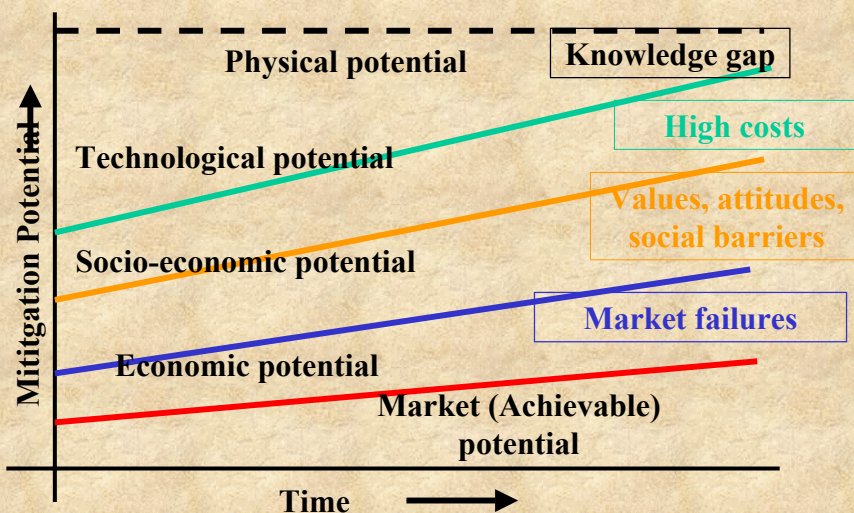 Physical potential
Knowledge gap
High costs
Technological potential
Values, attitudes,
social barriers
Socio-economic potential
Market failures
Economic potential
Market (Achievable)
potential
Mititgation Potential
Time